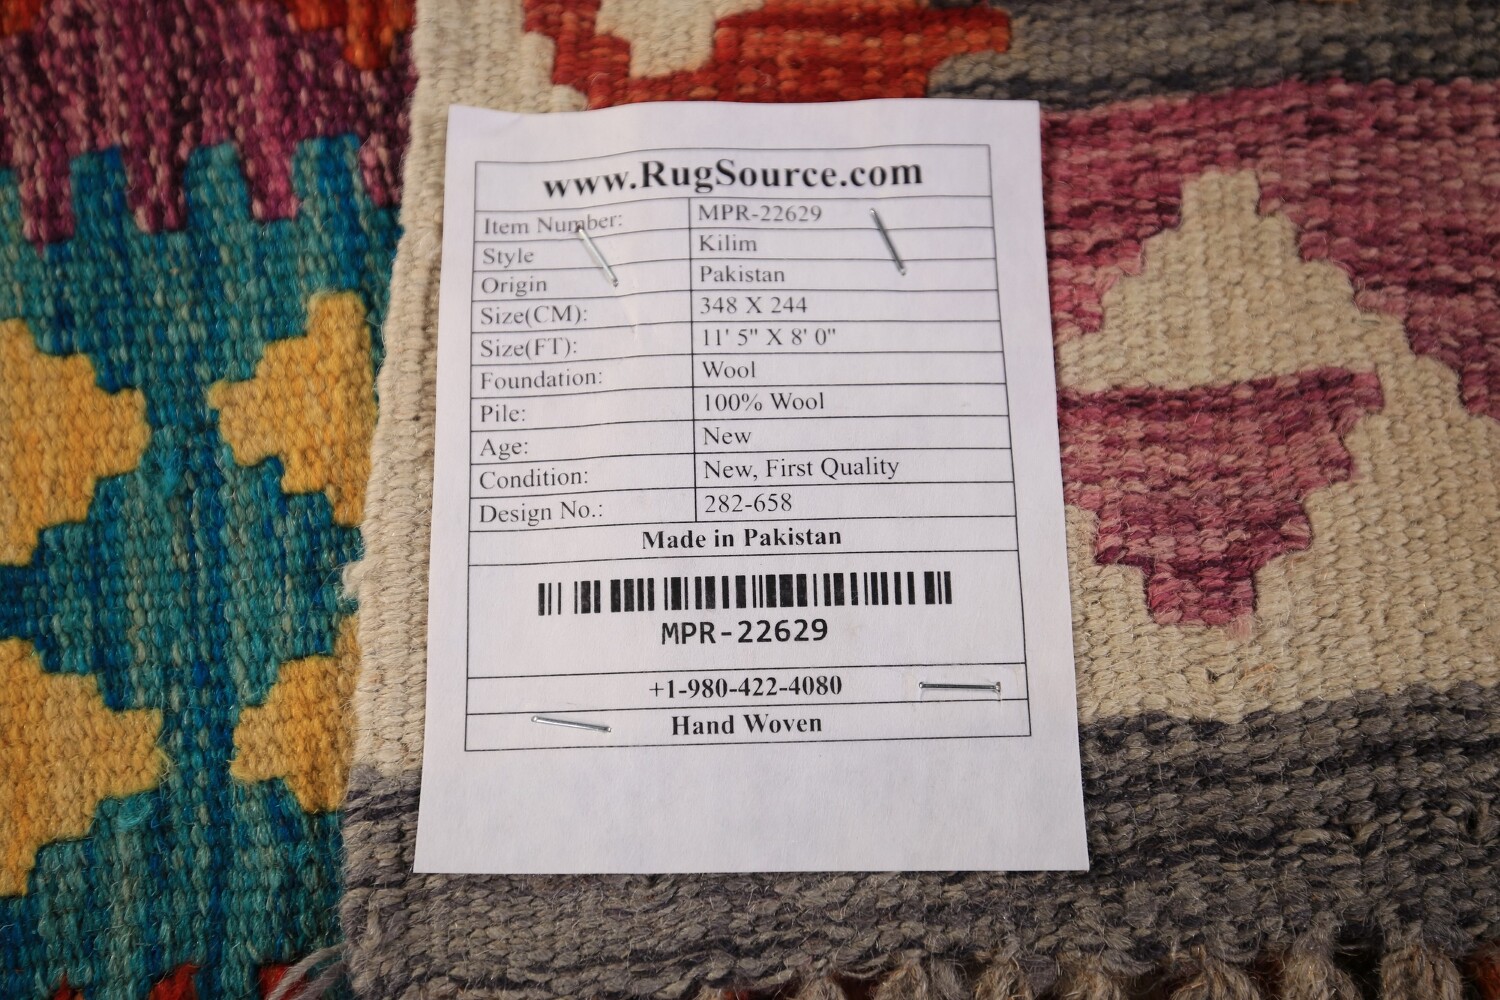 www.RugSource.com
Item Number: MPR-22629
Style Kilim
Origin Pakistan
Size(CM): 348 X 244
Size(FT): 11' 5" X 8' 0"
Foundation: Wool
Pile: 100% Wool
Age: New
Condition: New, First Quality
Design No.: 282-658
Made in Pakistan
MPR-22629
+1-980-422-4080
Hand Woven